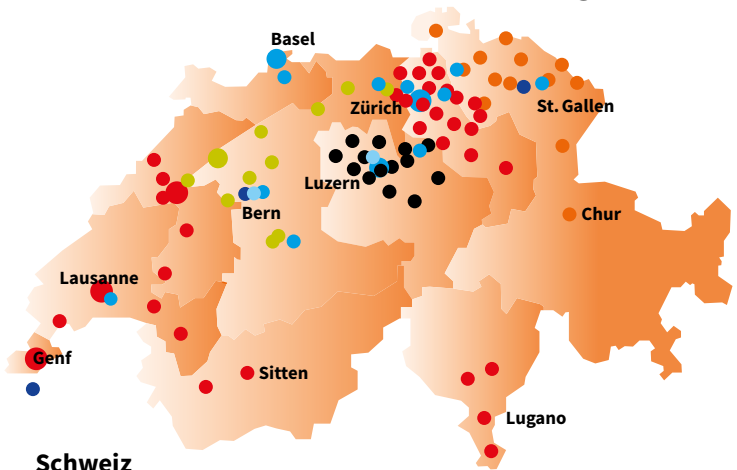 Basel
Zürich
St. Gallen
Luzern
Bern
Chur
Lausanne
Genf
Sitten
Lugano
Schweiz